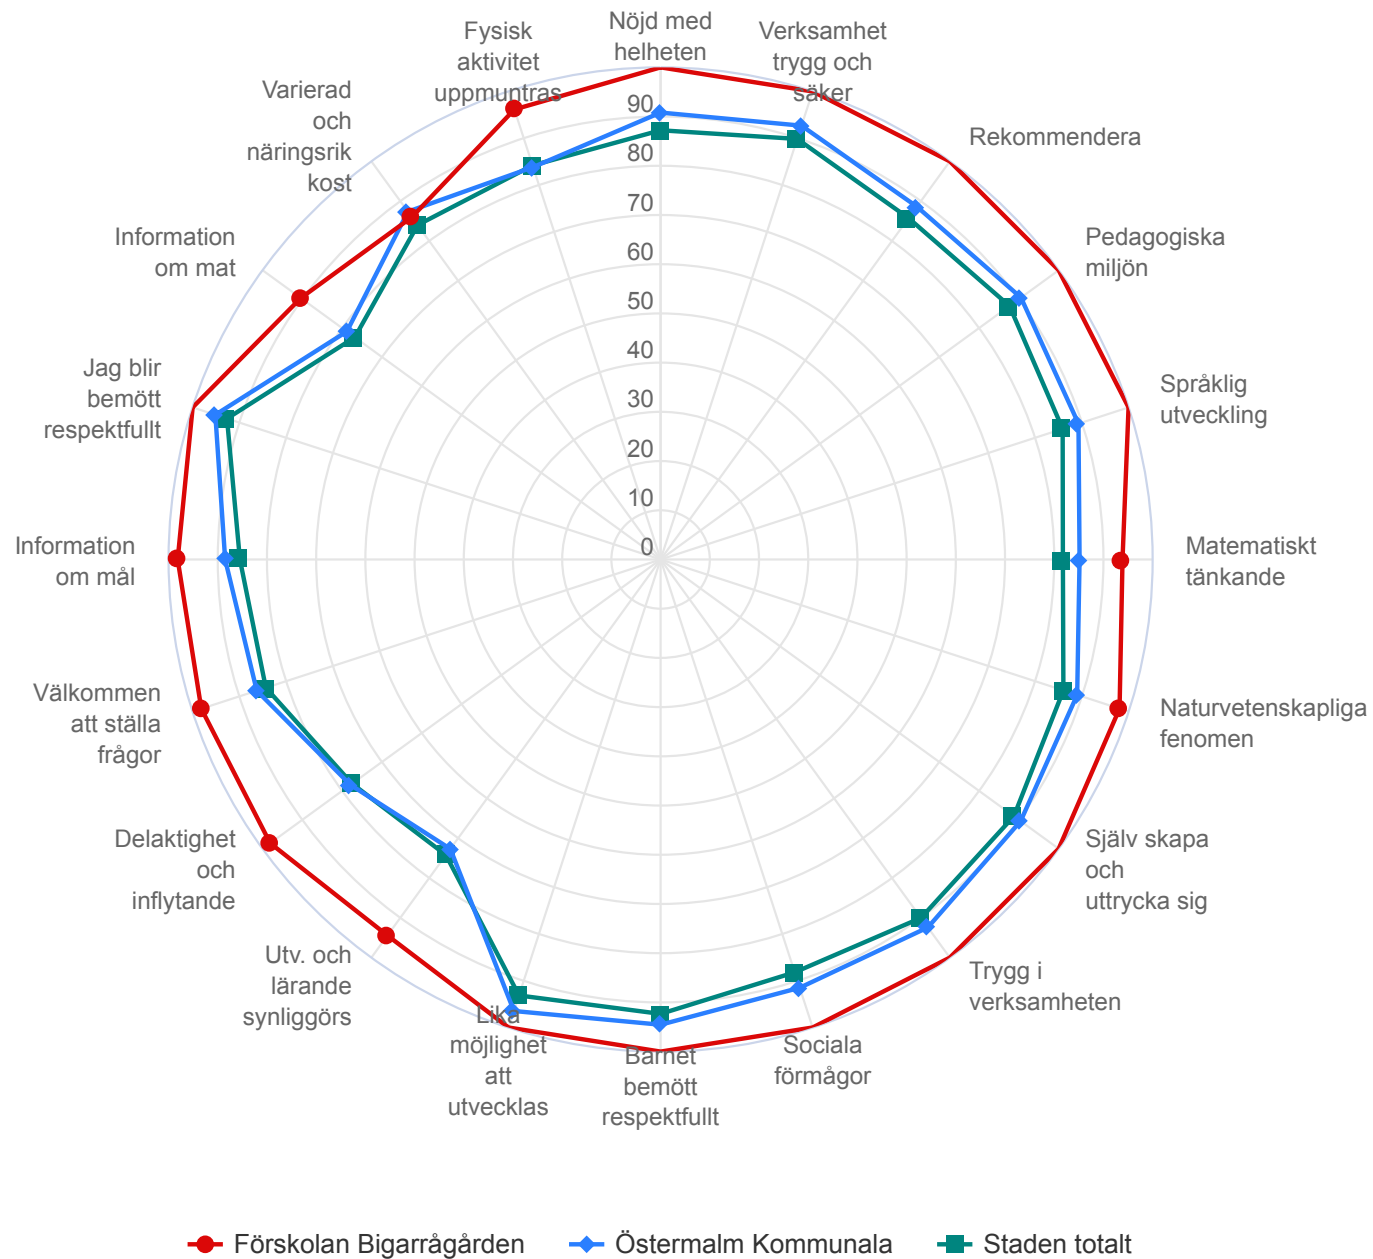 Nöjd med
helheten
Verksamhet
trygg och
säker
Rekommendera
Pedagogiska
miljön
Språklig
utveckling
Matematiskt
tänkande
Naturvetenskapliga
fenomen
Själv skapa
och
uttrycka sig
Trygg i
verksamheten
Sociala
förmågor
Barnet
bemött
respektfullt
Lika
möjlighet
att
utvecklas
Utv. och
lärande
synliggörs
Delaktighet
och
inflytande
Välkommen
att ställa
frågor
Information
om mål
Jag blir
bemött
respektfullt
Information
om mat
Varierad
och
näringsrik
kost
Fysisk
aktivitet
uppmuntras
90
80
70
60
50
40
30
20
10
0
Förskolan Bigarrågården
Östermalm Kommunala
Staden totalt